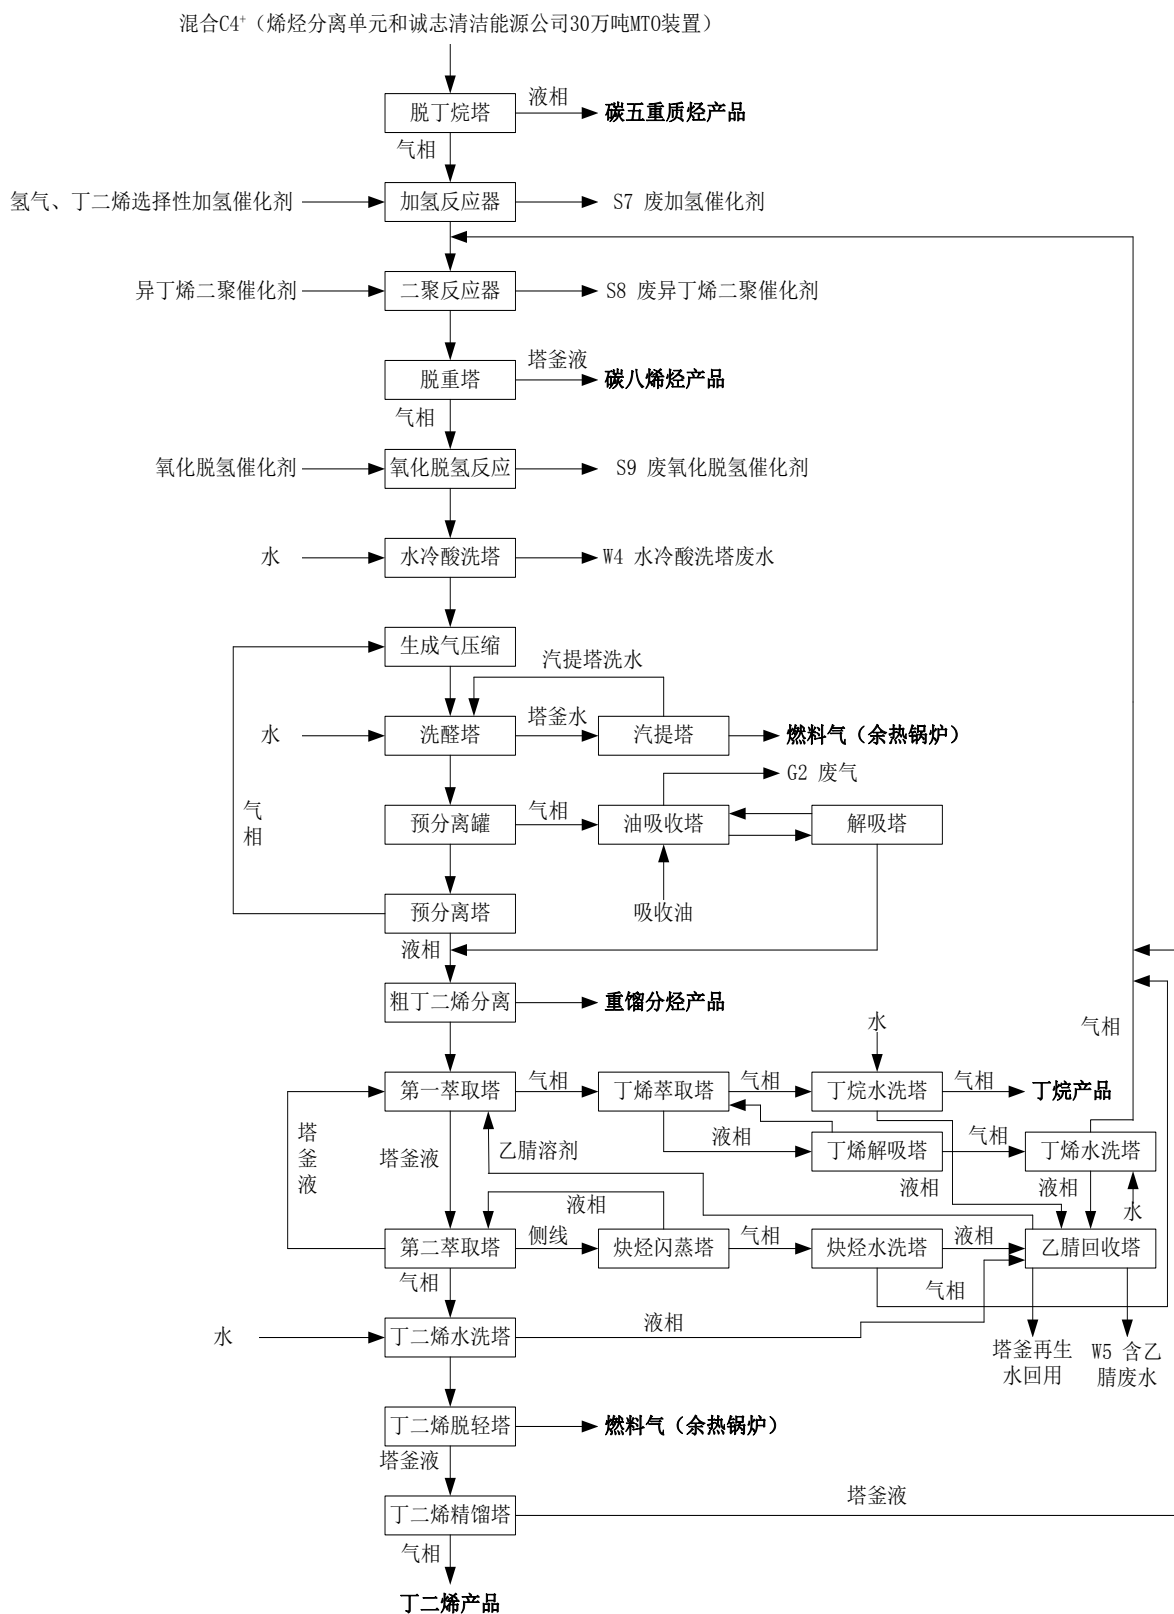 混合C4⁺（烯烃分离单元和诚志清洁能源公司30万吨MTO装置）
液相
脱丁烷塔
碳五重质烃产品
气相
氢气、丁二烯选择性加氢催化剂
加氢反应器
S7 废加氢催化剂
异丁烯二聚催化剂
二聚反应器
S8 废异丁烯二聚催化剂
塔釜液
脱重塔
碳八烯烃产品
气相
氧化脱氢催化剂
氧化脱氢反应
S9 废氧化脱氢催化剂
水
水冷酸洗塔
W4 水冷酸洗塔废水
生成气压缩
汽提塔洗水
塔釜水
水
洗醛塔
汽提塔
燃料气（余热锅炉）
G2 废气
气相
气相
预分离罐
油吸收塔
解吸塔
预分离塔
吸收油
液相
粗丁二烯分离
重馏分烃产品
水
气相
第一萃取塔
气相
丁烯萃取塔
气相
丁烷水洗塔
气相
丁烷产品
塔釜液
塔釜液
乙腈溶剂
液相
丁烯解吸塔
气相
丁烯水洗塔
液相
液相
液相
水
第二萃取塔
侧线
炔烃闪蒸塔
气相
炔烃水洗塔
液相
乙腈回收塔
气相
气相
水
丁二烯水洗塔
液相
塔釜再生
水回用
W5 含乙
腈废水
丁二烯脱轻塔
燃料气（余热锅炉）
塔釜液
丁二烯精馏塔
塔釜液
气相
丁二烯产品